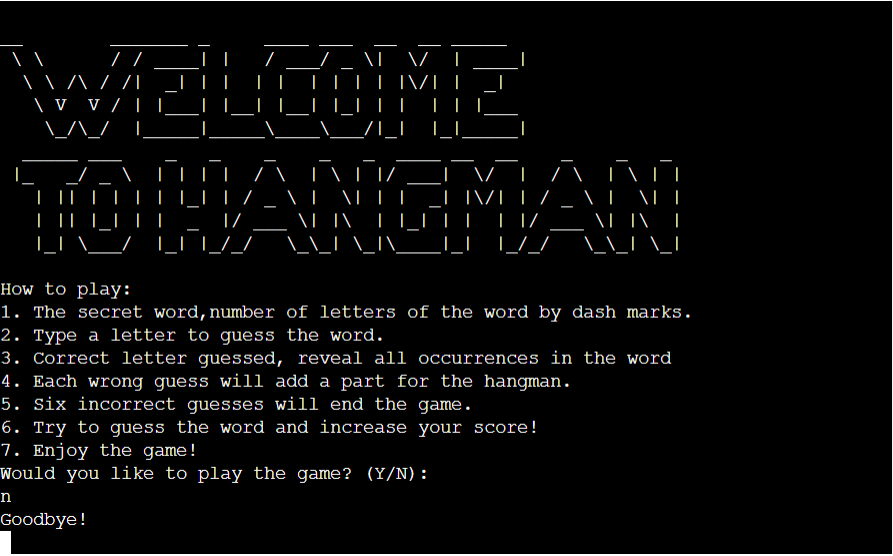 WELCOME
TO HANGMAN
How to play:
1. The secret word,number of letters of the word by dash marks.
2. Type a letter to guess the word.
3. Correct letter guessed, reveal all occurrences in the word
4. Each wrong guess will add a part for the hangman.
5. Six incorrect guesses will end the game.
6. Try to guess the word and increase your score!
7. Enjoy the game!
Would you like to play the game? (Y/N):
n
Goodbye!